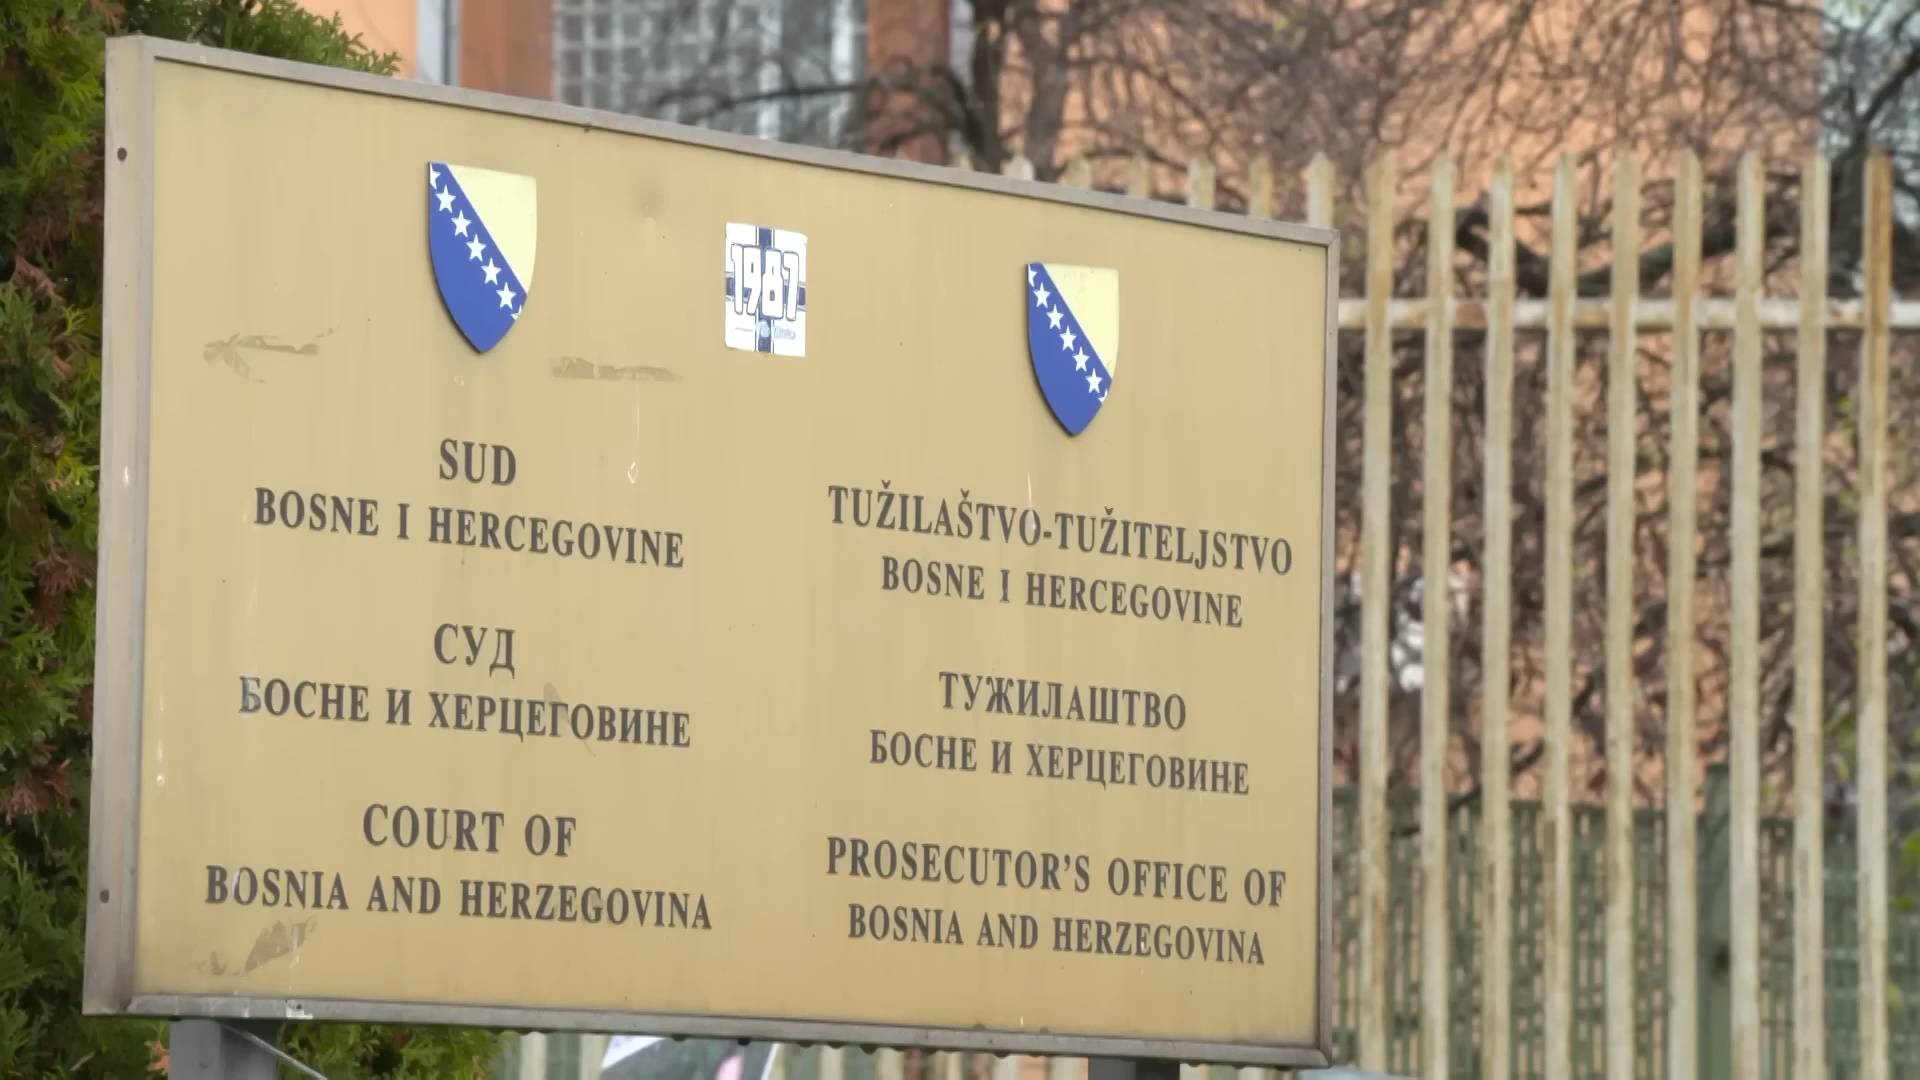 SUD
BOSNE I HERCEGOVINE
СУД
БОСНЕ И ХЕРЦЕГОВИНЕ
COURT OF
BOSNIA AND HERZEGOVINA
1987
TUŽILAŠTVO-TUŽITELJSTVO
BOSNE I HERCEGOVINE
ТУЖИЛАШТВО
БОСНЕ И ХЕРЦЕГОВИНЕ
PROSECUTOR'S OFFICE OF
BOSNIA AND HERZEGOVINA